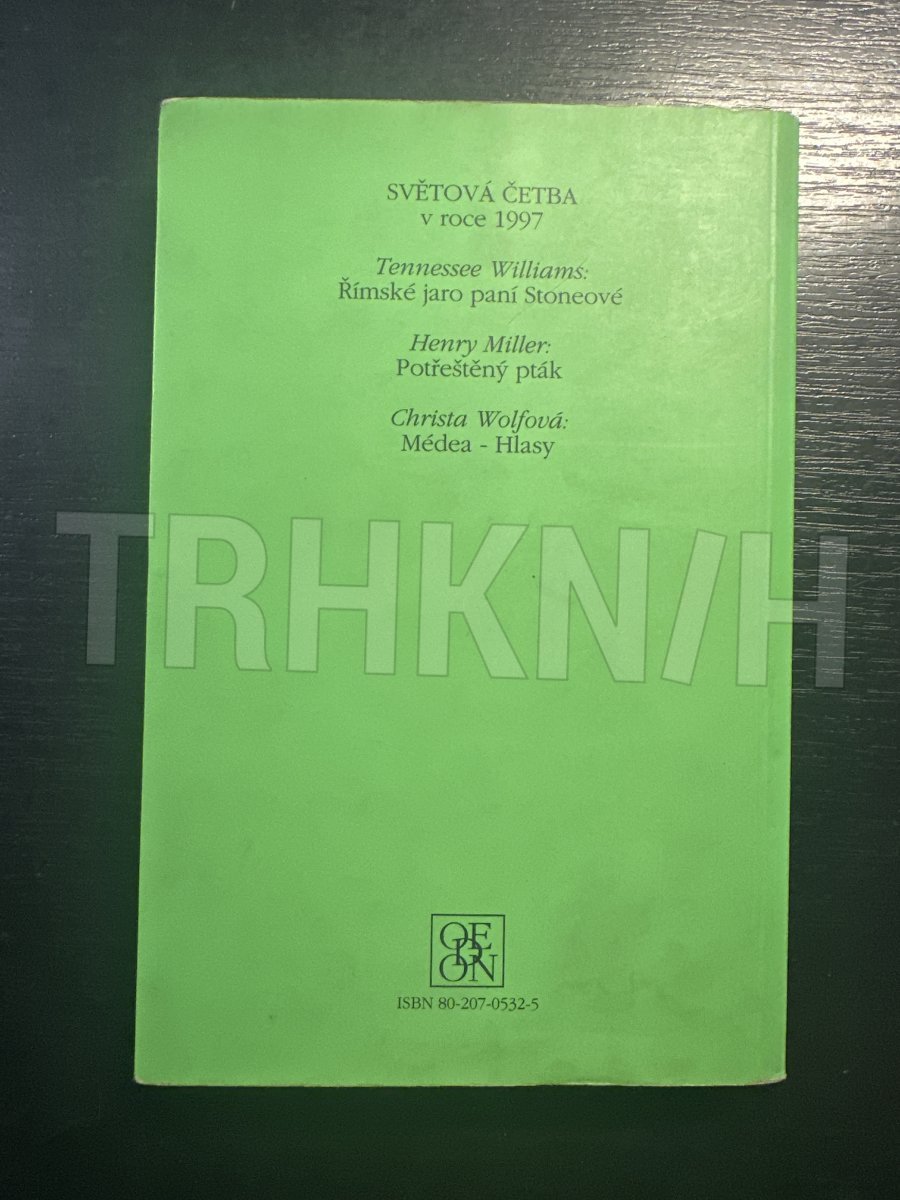 SVĚTOVÁ ČETBA
v roce 1997
Tennessee Williams:
Římské jaro paní Stoneové
Henry Miller:
Potřeštěný pták
Christa Wolfová:
Médea - Hlasy
TRHKNIH
ODEON
ISBN 80-207-0532-5